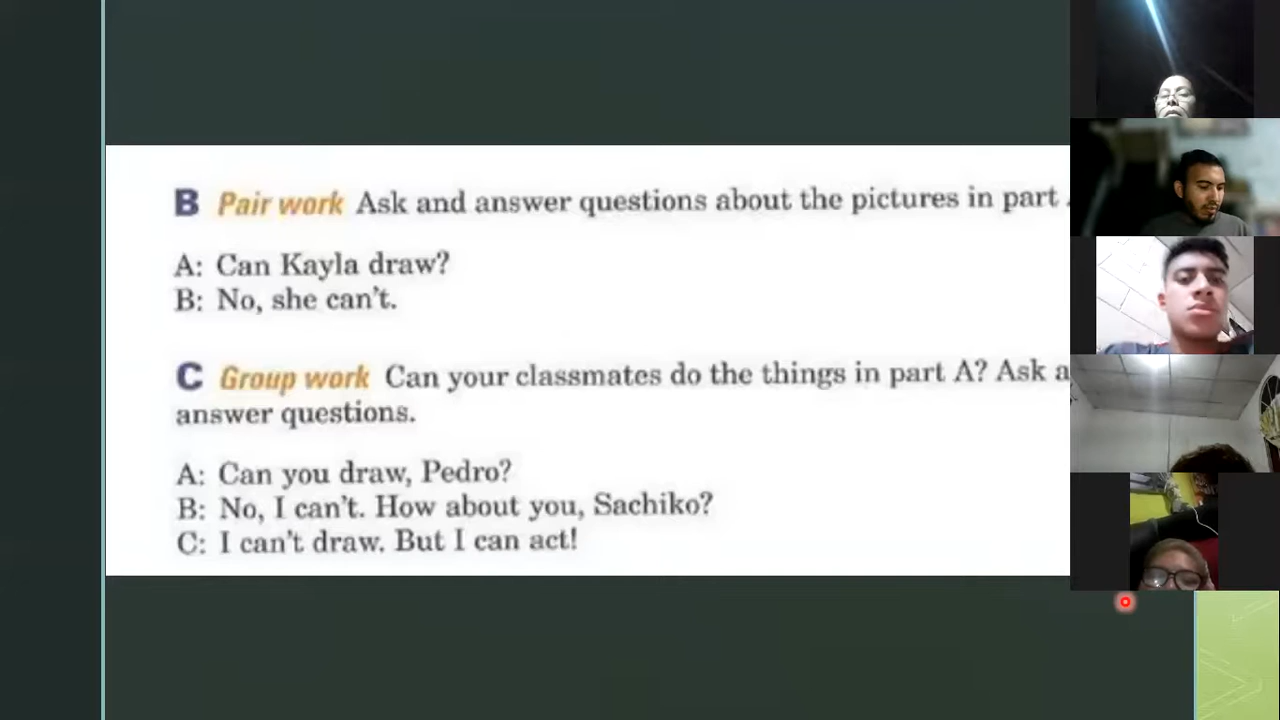 B Pair work Ask and answer questions about the pictures in part
A: Can Kayla draw?
B: No, she can't.
C Group work Can your classmates do the things in part A? Ask a
answer questions.
A: Can you draw, Pedro?
B: No, I can't. How about you, Sachiko?
C: I can't draw. But I can act!